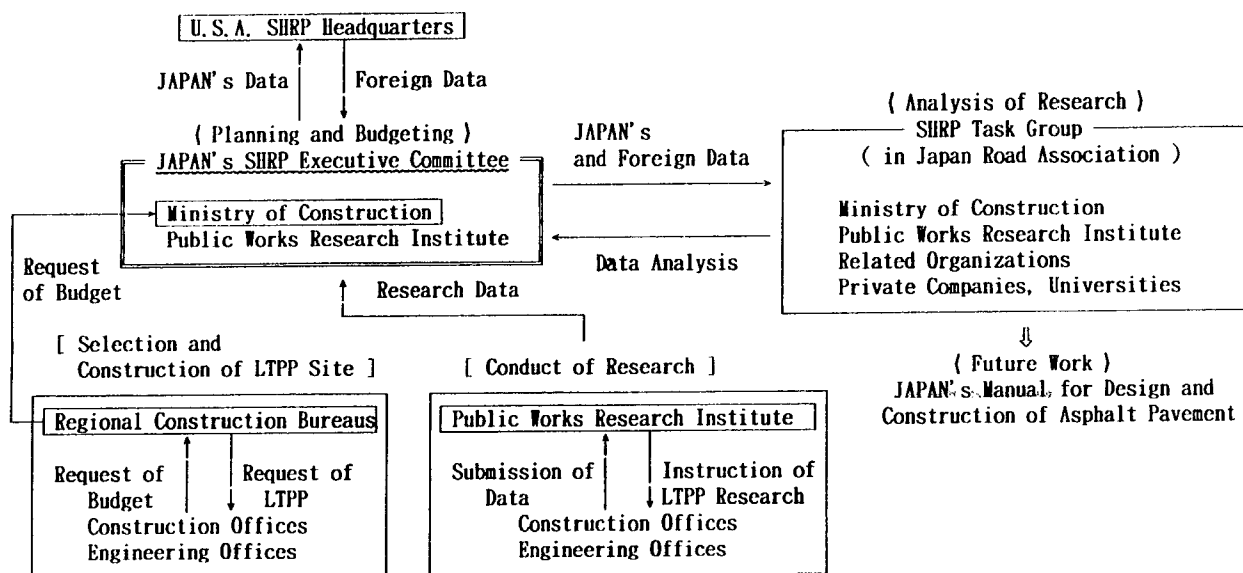 U.S.A. SHRP Headquarters
JAPAN's Data
Foreign Data
( Planning and Budgeting )
JAPAN's SHRP Executive Committee
Ministry of Construction
Public Works Research Institute
JAPAN's
and Foreign Data
Data Analysis
( Analysis of Research )
SHRP Task Group
( in Japan Road Association )
Ministry of Construction
Public Works Research Institute
Related Organizations
Private Companies, Universities
Request
of Budget
Research Data
[ Selection and
Construction of LTPP Site ]
Regional Construction Bureaus
Request of
Budget
Request of
LTPP
Construction Offices
Engineering Offices
[ Conduct of Research ]
Public Works Research Institute
Submission of
Data
Instruction of
LTPP Research
Construction Offices
Engineering Offices
( Future Work )
JAPAN's Manual for Design and
Construction of Asphalt Pavement